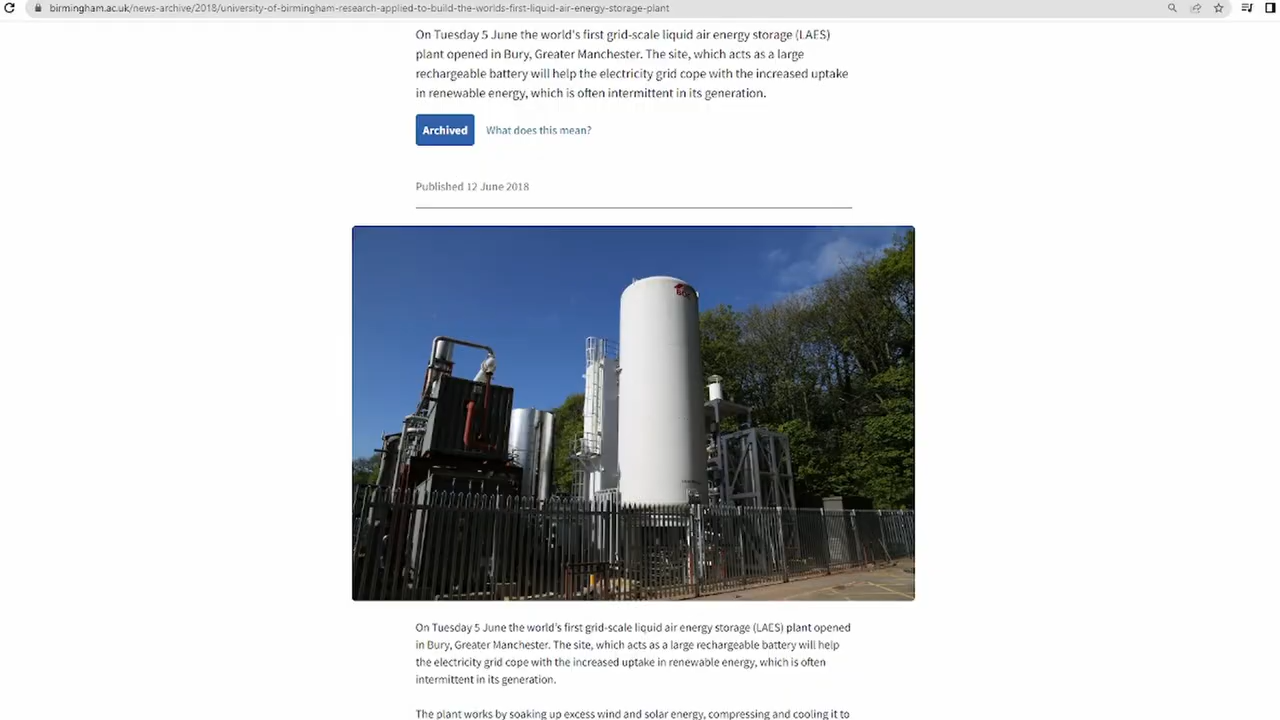 birmingham.ac.uk/news-archive/2018/university-of-birmingham-research-applied-to-build-the-worlds-first-liquid-air-energy-storage-plant
On Tuesday 5 June the world's first grid-scale liquid air energy storage (LAES)
plant opened in Bury, Greater Manchester. The site, which acts as a large
rechargeable battery will help the electricity grid cope with the increased uptake
in renewable energy, which is often intermittent in its generation.
Archived What does this mean?
Published 12 June 2018
BOC
On Tuesday 5 June the world's first grid-scale liquid air energy storage (LAES) plant opened
in Bury, Greater Manchester. The site, which acts as a large rechargeable battery will help
the electricity grid cope with the increased uptake in renewable energy, which is often
intermittent in its generation.
The plant works by soaking up excess wind and solar energy, compressing and cooling it to